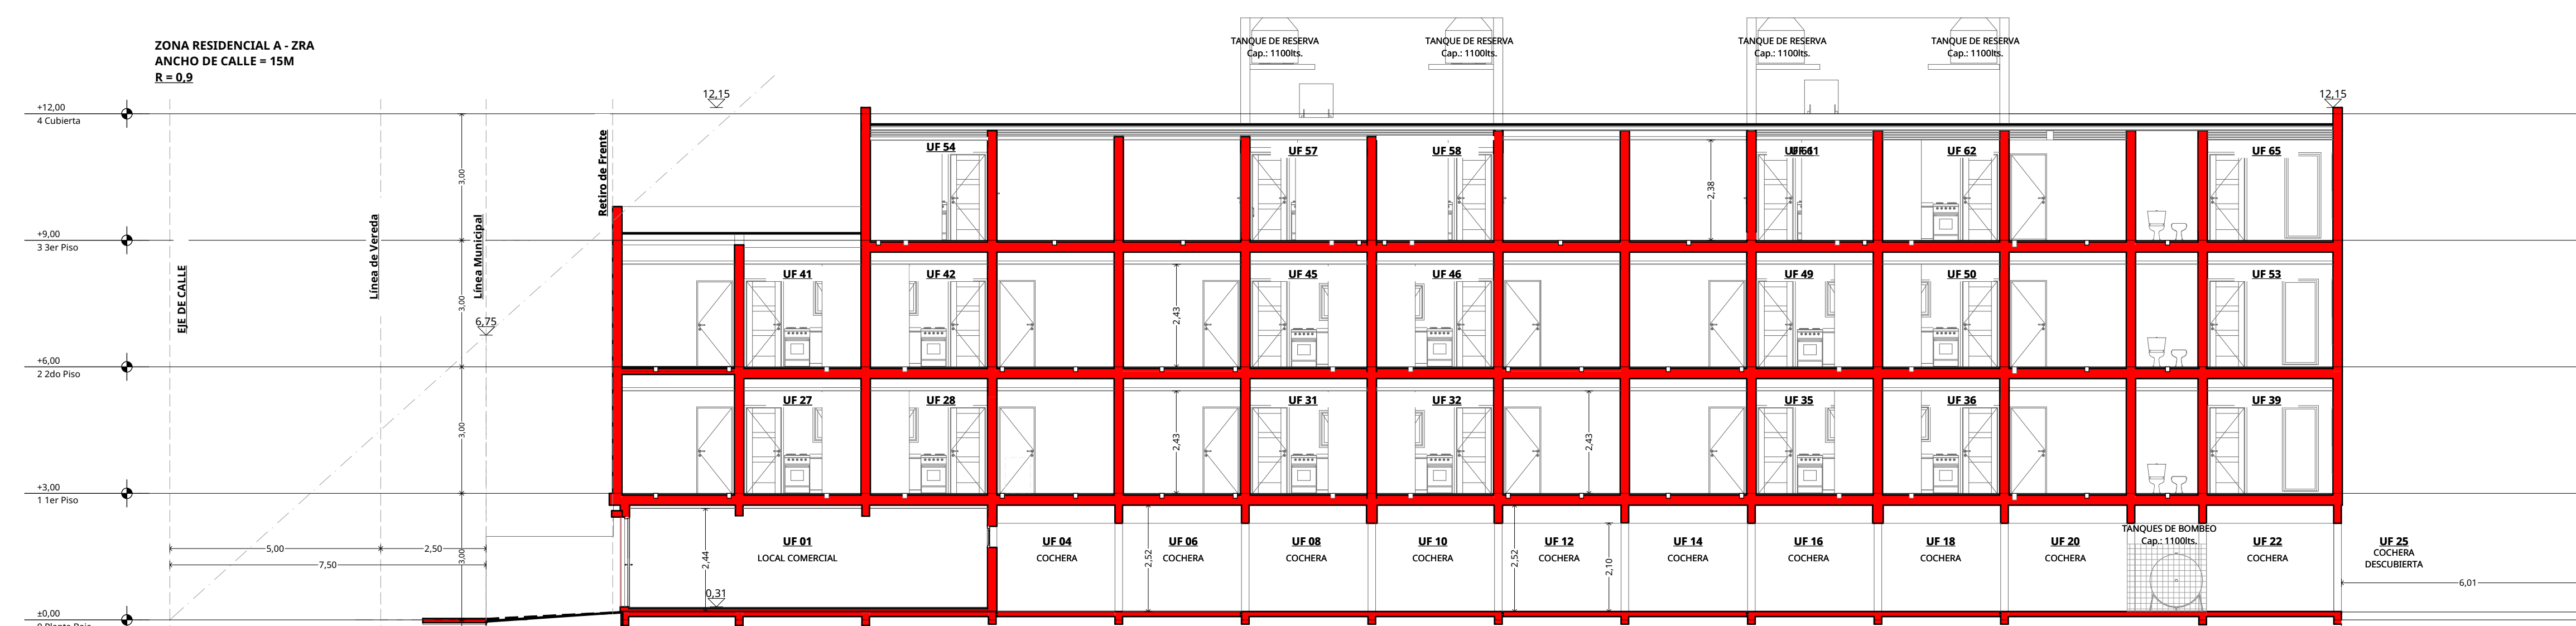 ZONA RESIDENCIAL A - ZRA
ANCHO DE CALLE = 15M
R = 0,9
TANQUE DE RESERVA
Cap.: 1100lts.
TANQUE DE RESERVA
Cap.: 1100lts.
TANQUE DE RESERVA
Cap.: 1100lts.
TANQUE DE RESERVA
Cap.: 1100lts.
12,15
12,15
+12,00
4 Cubierta
3,00
Retiro de Frente
UF 54
UF 57
UF 58
UF 62
UF 65
2,38
+9,00
3 3er Piso
EJE DE CALLE
Línea de Vereda
Línea Municipal
3,00
6,75
UF 41
UF 42
UF 45
UF 46
UF 49
UF 50
UF 53
2,43
+6,00
2 2do Piso
3,00
UF 27
UF 28
UF 31
UF 32
UF 35
UF 36
UF 39
2,43
2,43
+3,00
1 1er Piso
5,00
2,50
7,50
3,00
2,44
0,31
UF 01
LOCAL COMERCIAL
UF 04
COCHERA
2,52
UF 06
COCHERA
UF 08
COCHERA
UF 10
COCHERA
2,52
UF 12
COCHERA
2,10
UF 14
COCHERA
UF 16
COCHERA
UF 18
COCHERA
UF 20
COCHERA
TANQUES DE BOMBEO
Cap.: 1100lts.
UF 22
COCHERA
UF 25
COCHERA
DESCUBIERTA
6,01
±0,00